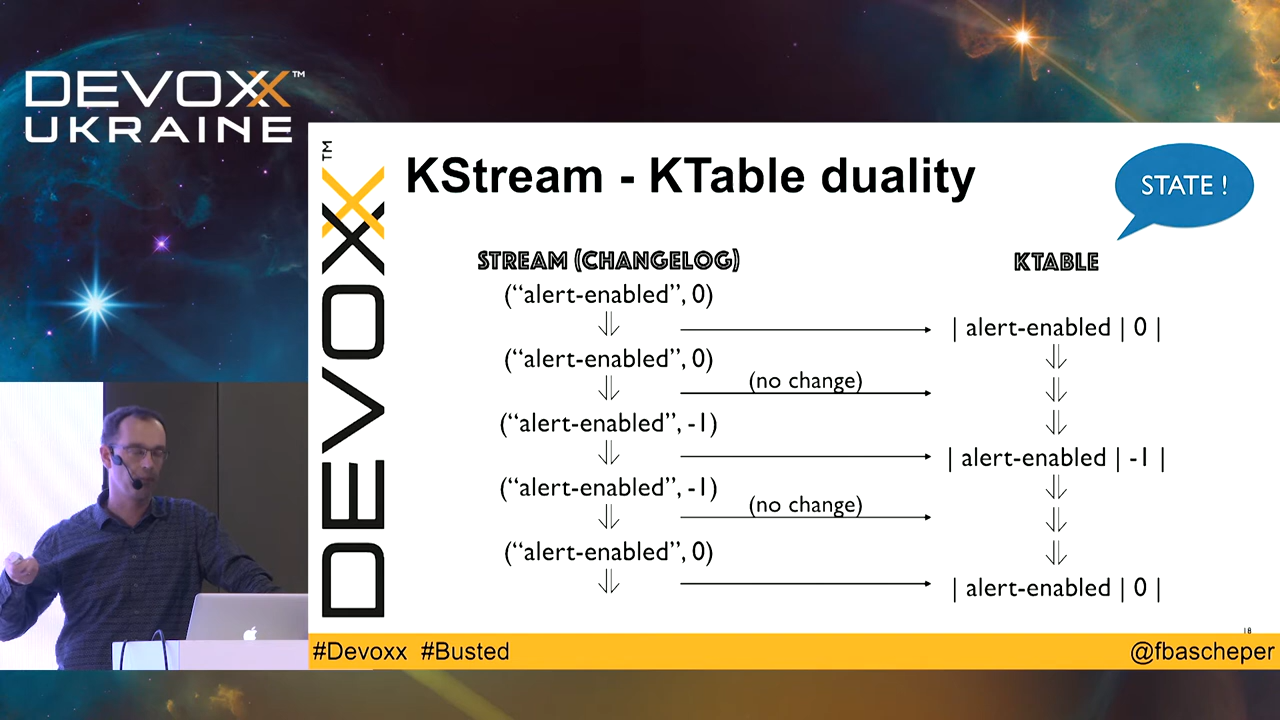 DEVOXX™
UKRAINE
DEVOXX™
KStream - KTable duality
STATE !
STREAM (CHANGELOG)
KTABLE
(“alert-enabled”, 0)
| alert-enabled | 0 |
(“alert-enabled”, 0)
(no change)
(“alert-enabled”, -1)
| alert-enabled | -1 |
(“alert-enabled”, -1)
(no change)
(“alert-enabled”, 0)
| alert-enabled | 0 |
18
#Devoxx #Busted
@fbascheper